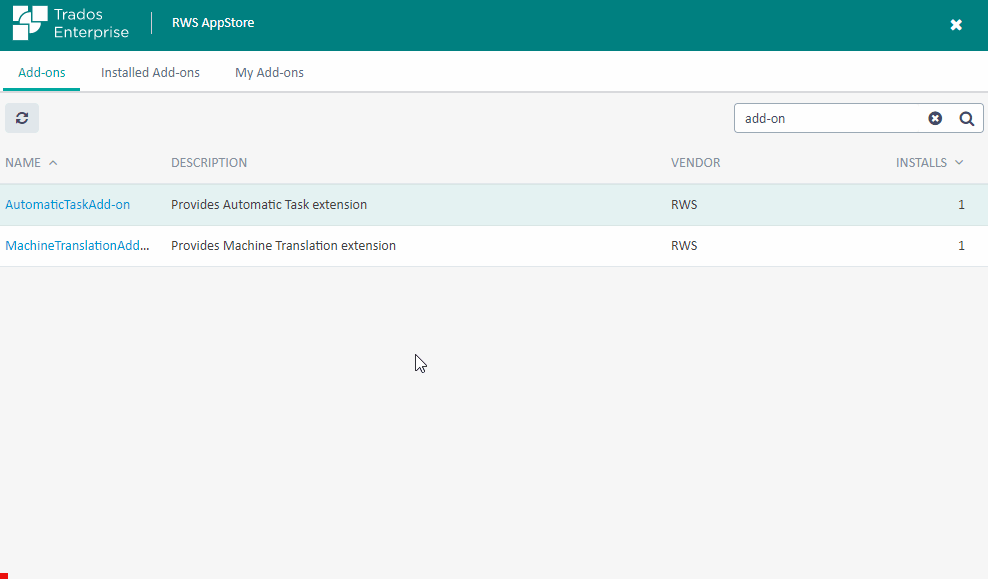 Trados
Enterprise
RWS AppStore
Add-ons Installed Add-ons My Add-ons
add-on
NAME DESCRIPTION VENDOR INSTALLS
AutomaticTaskAdd-on Provides Automatic Task extension RWS 1
MachineTranslationAdd... Provides Machine Translation extension RWS 1